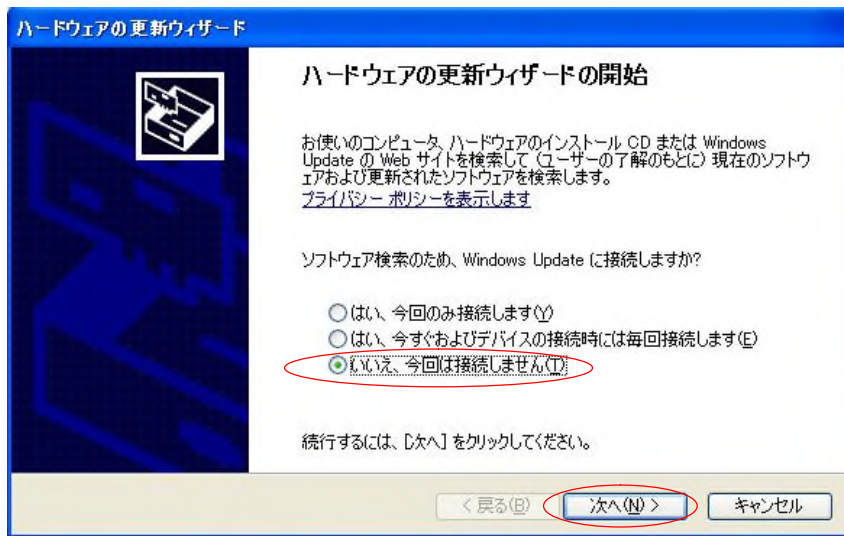 ハードウェアの更新ウィザード
ハードウェアの更新ウィザードの開始
お使いのコンピュータ、ハードウェアのインストール CD または Windows
Update の Web サイトを検索して (ユーザーの了解のもとに) 現在のソフトウ
ェアおよび更新されたソフトウェアを検索します。
プライバシー ポリシーを表示します
ソフトウェア検索のため、Windows Update に接続しますか?
はい、今回のみ接続します(Y)
はい、今すぐおよびデバイスの接続時には毎回接続します(E)
いいえ、今回は接続しません(T)
続行するには、[次へ] をクリックしてください。
< 戻る(B) 次へ(N) > キャンセル